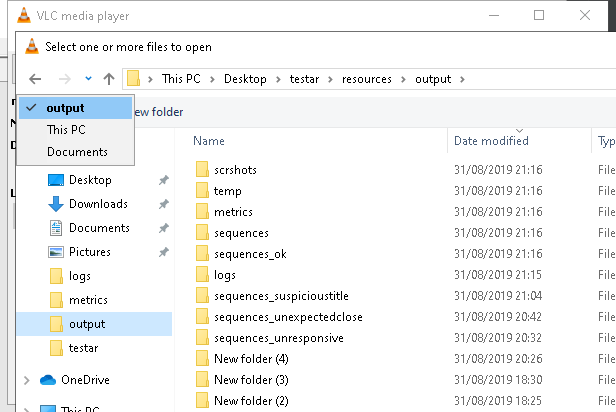 VLC media player
Select one or more files to open
This PC > Desktop > testar > resources > output >
output
ew folder
This PC
Documents
Name Date modified Typ
Desktop
Downloads
Documents
Pictures
logs
metrics
output
testar
OneDrive
This PC
scrshots 31/08/2019 21:16 File
temp 31/08/2019 21:16 File
metrics 31/08/2019 21:16 File
sequences 31/08/2019 21:16 File
sequences_ok 31/08/2019 21:16 File
logs 31/08/2019 21:15 File
sequences_suspicioustitle 31/08/2019 21:04 File
sequences_unexpectedclose 31/08/2019 20:42 File
sequences_unresponsive 31/08/2019 20:32 File
New folder (4) 31/08/2019 20:26 File
New folder (3) 31/08/2019 18:30 File
New folder (2) 31/08/2019 18:25 File